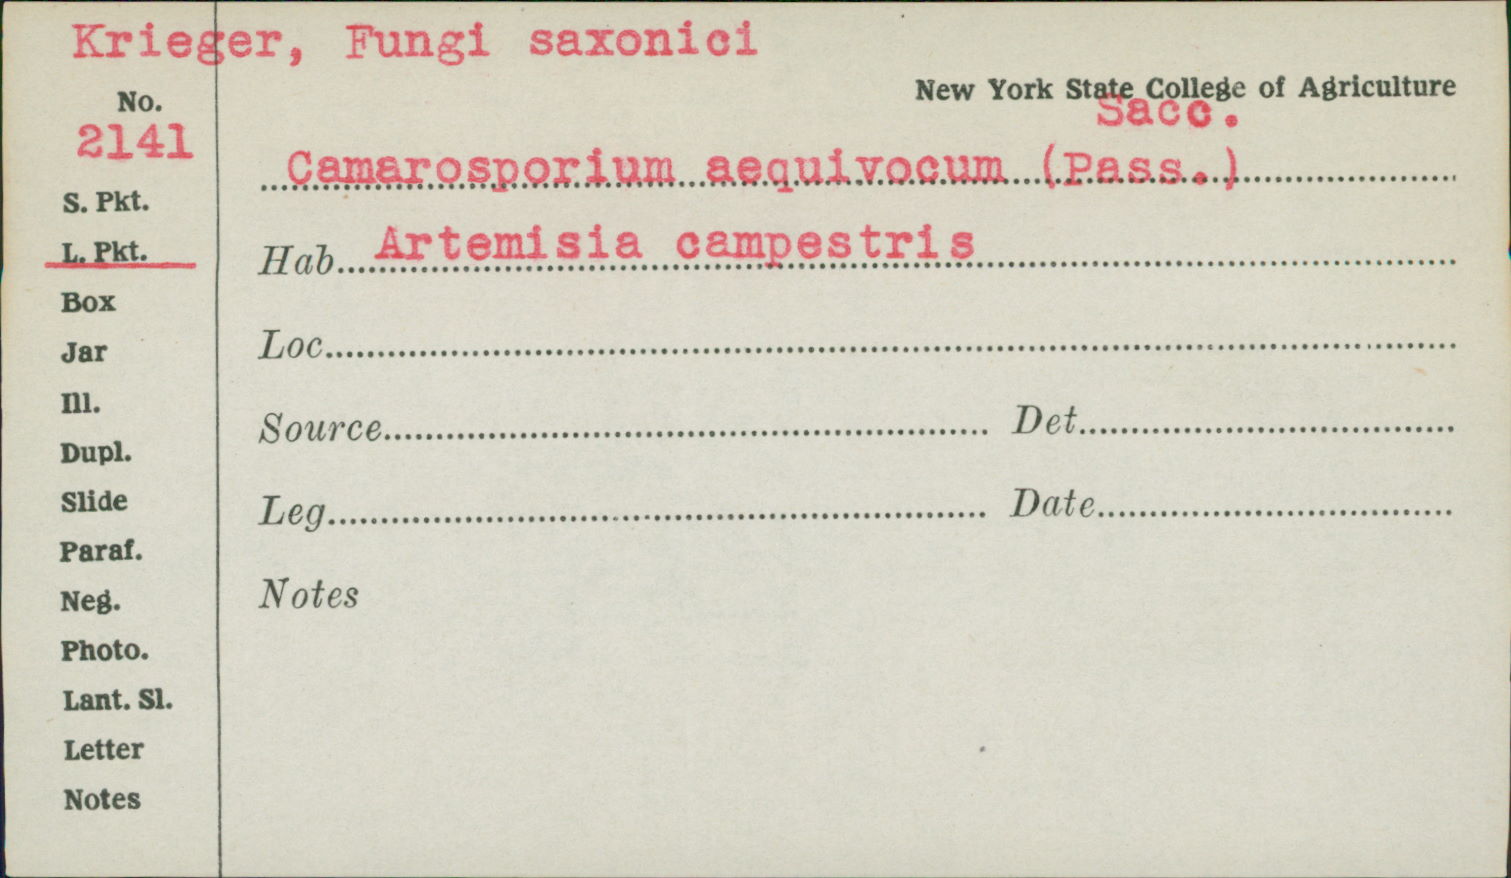 Krieger, Fungi saxonici
New York State College of Agriculture
No.
2141
Sacc.
Camarosporium aequivocum (Pass.)
S. Pkt.
L. Pkt.
Hab. Artemisia campestris
Box
Loc.
Jar
Ill.
Source
Det.
Dupl.
Slide
Leg.
Date
Paraf.
Neg.
Notes
Photo.
Lant. Sl.
Letter
Notes